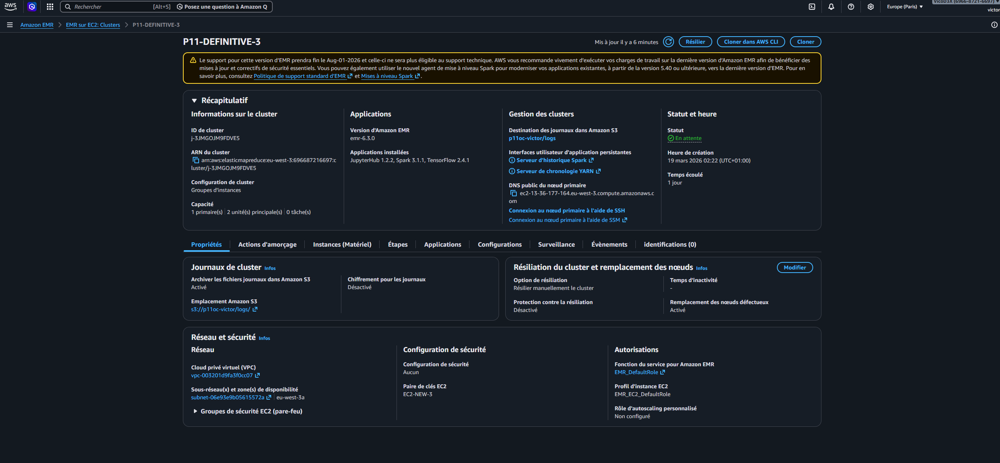 aws
Rechercher [Alt+S] Posez une question à Amazon Q
Europe (Paris)
VicoD3X (6966-8721-6697)
victor
Amazon EMR > EMR sur EC2: Clusters > P11-DEFINITIVE-3
P11-DEFINITIVE-3
Mis à jour il y a 6 minutes
Résilier
Cloner dans AWS CLI
Cloner
Le support pour cette version d'EMR prendra fin le Aug-01-2026 et celle-ci ne sera plus éligible au support technique. AWS vous recommande vivement d'exécuter vos charges de travail sur la dernière version d'Amazon EMR afin de bénéficier des
mises à jour et correctifs de sécurité essentiels. Vous pouvez également utiliser le nouvel agent de mise à niveau Spark pour moderniser vos applications existantes, à partir de la version 5.40 ou ultérieure, vers la dernière version d'EMR. Pour en
savoir plus, consultez Politique de support standard d'EMR et Mises à niveau Spark .
Récapitulatif
Informations sur le cluster
ID de cluster
j-3JMGOJM9FDVE5
ARN du cluster
arn:aws:elasticmapreduce:eu-west-3:696687216697:c
luster/j-3JMGOJM9FDVE5
Configuration de cluster
Groupes d'instances
Capacité
1 primaire(s) 2 unité(s) principale(s) 0 tâche(s)
Applications
Version d'Amazon EMR
emr-6.3.0
Applications installées
JupyterHub 1.2.2, Spark 3.1.1, TensorFlow 2.4.1
Gestion des clusters
Destination des journaux dans Amazon S3
p11oc-victor/logs
Interfaces utilisateur d'application persistantes
Serveur d'historique Spark
Serveur de chronologie YARN
DNS public du nœud primaire
ec2-13-36-177-164.eu-west-3.compute.amazonaws.c
om
Connexion au nœud primaire à l'aide de SSH
Connexion au nœud primaire à l'aide de SSM
Statut et heure
Statut
En attente
Heure de création
19 mars 2026 02:22 (UTC+01:00)
Temps écoulé
1 jour
Propriétés
Actions d'amorçage
Instances (Matériel)
Étapes
Applications
Configurations
Surveillance
Évènements
identifications (0)
Journaux de cluster Infos
Archiver les fichiers journaux dans Amazon S3
Activé
Emplacement Amazon S3
s3://p11oc-victor/logs/
Chiffrement pour les journaux
Désactivé
Résiliation du cluster et remplacement des nœuds Infos
Modifier
Option de résiliation
Résilier manuellement le cluster
Protection contre la résiliation
Désactivé
Temps d'inactivité
-
Remplacement des nœuds défectueux
Activé
Réseau et sécurité Infos
Réseau
Cloud privé virtuel (VPC)
vpc-003201d9fa3f0cc07
Sous-réseau(x) et zone(s) de disponibilité
subnet-06e93e9b05615572a eu-west-3a
Groupes de sécurité EC2 (pare-feu)
Configuration de sécurité
Configuration de sécurité
Aucun
Paire de clés EC2
EC2-NEW-3
Autorisations
Fonction du service pour Amazon EMR
EMR_DefaultRole
Profil d'instance EC2
EMR_EC2_DefaultRole
Rôle d'autoscaling personnalisé
Non configuré